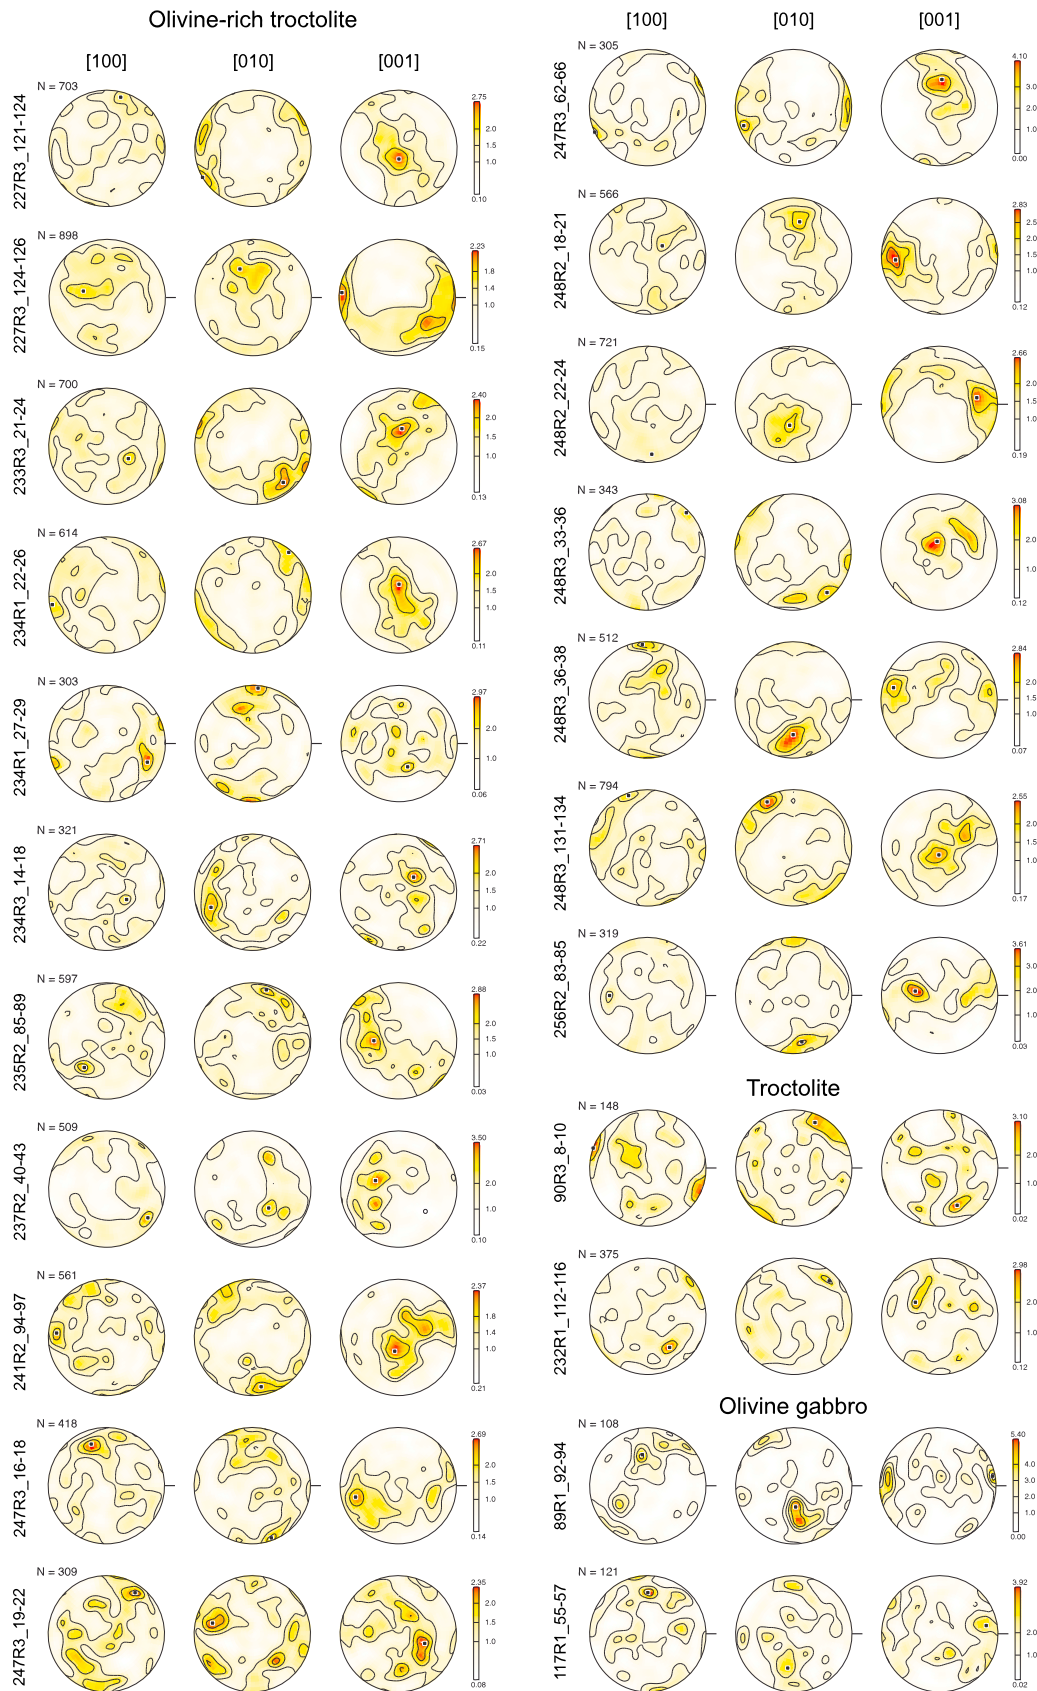 Olivine-rich troctolite
[100] [010] [001]
N = 703
227R3_121-124
2.75
2.0
1.5
1.0
0.10
N = 898
227R3_124-126
2.23
1.8
1.4
1.0
0.15
N = 700
233R3_21-24
2.40
2.0
1.5
1.0
0.13
N = 614
234R1_22-26
2.67
2.0
1.5
1.0
0.11
N = 303
234R1_27-29
2.97
2.0
1.0
0.06
N = 321
234R3_14-18
2.71
2.0
1.5
1.0
0.22
N = 597
235R2_85-89
2.88
2.0
1.5
1.0
0.03
N = 509
237R2_40-43
3.50
2.0
1.0
0.10
N = 561
241R2_94-97
2.37
1.8
1.4
1.0
0.21
N = 418
247R3_16-18
2.69
2.0
1.5
1.0
0.14
N = 309
247R3_19-22
2.35
2.0
1.5
1.0
0.08
[100] [010] [001]
N = 305
247R3_62-66
4.10
3.0
2.0
1.0
0.00
N = 566
248R2_18-21
2.83
2.5
1.5
1.0
0.12
N = 721
248R2_22-24
2.66
2.0
1.5
1.0
0.19
N = 343
248R3_33-36
3.08
2.0
1.0
0.12
N = 512
248R3_36-38
2.84
2.0
1.5
1.0
0.07
N = 794
248R3_131-134
2.55
2.0
1.5
1.0
0.17
N = 319
256R2_83-85
3.61
3.0
2.0
1.0
0.03
Troctolite
N = 148
90R3_8-10
3.10
2.0
1.0
0.02
N = 375
232R1_112-116
2.98
2.0
1.0
0.12
Olivine gabbro
N = 108
89R1_92-94
5.40
4.0
3.0
2.0
1.0
0.00
N = 121
117R1_55-57
3.92
2.0
1.0
0.02